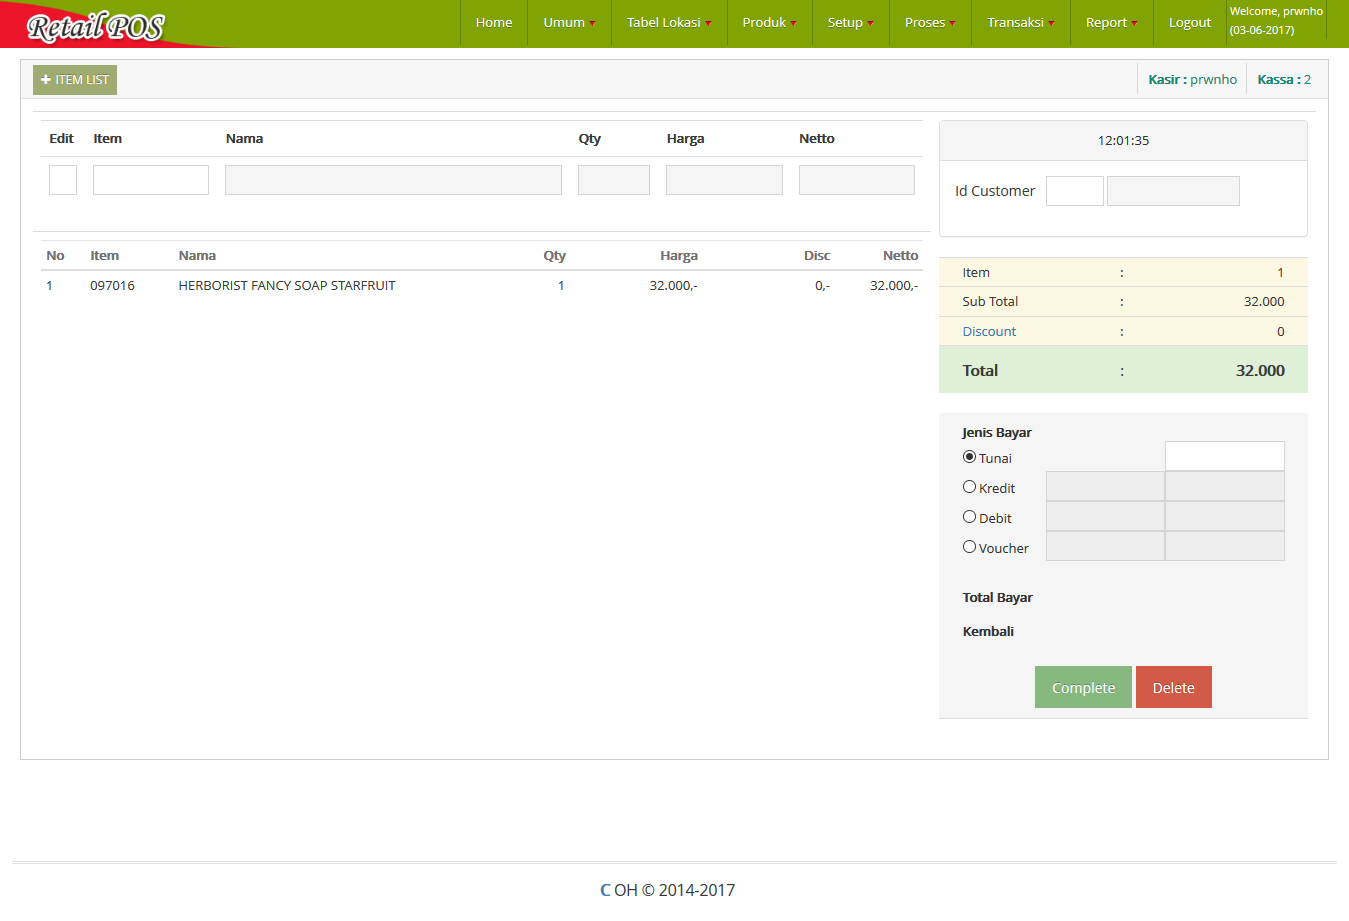 Retail POS
Home Umum Tabel Lokasi Produk Setup Proses Transaksi Report Logout
Welcome, prwnho
(03-06-2017)
ITEM LIST
Kasir : prwnho Kassa : 2
Edit Item Nama Qty Harga Netto
12:01:35
Id Customer
No Item Nama Qty Harga Disc Netto
1 097016 HERBORIST FANCY SOAP STARFRUIT 1 32.000,- 0,- 32.000,-
Item : 1
Sub Total : 32.000
Discount : 0
Total : 32.000
Jenis Bayar
Tunai
Kredit
Debit
Voucher
Total Bayar
Kembali
Complete Delete
C OH © 2014-2017